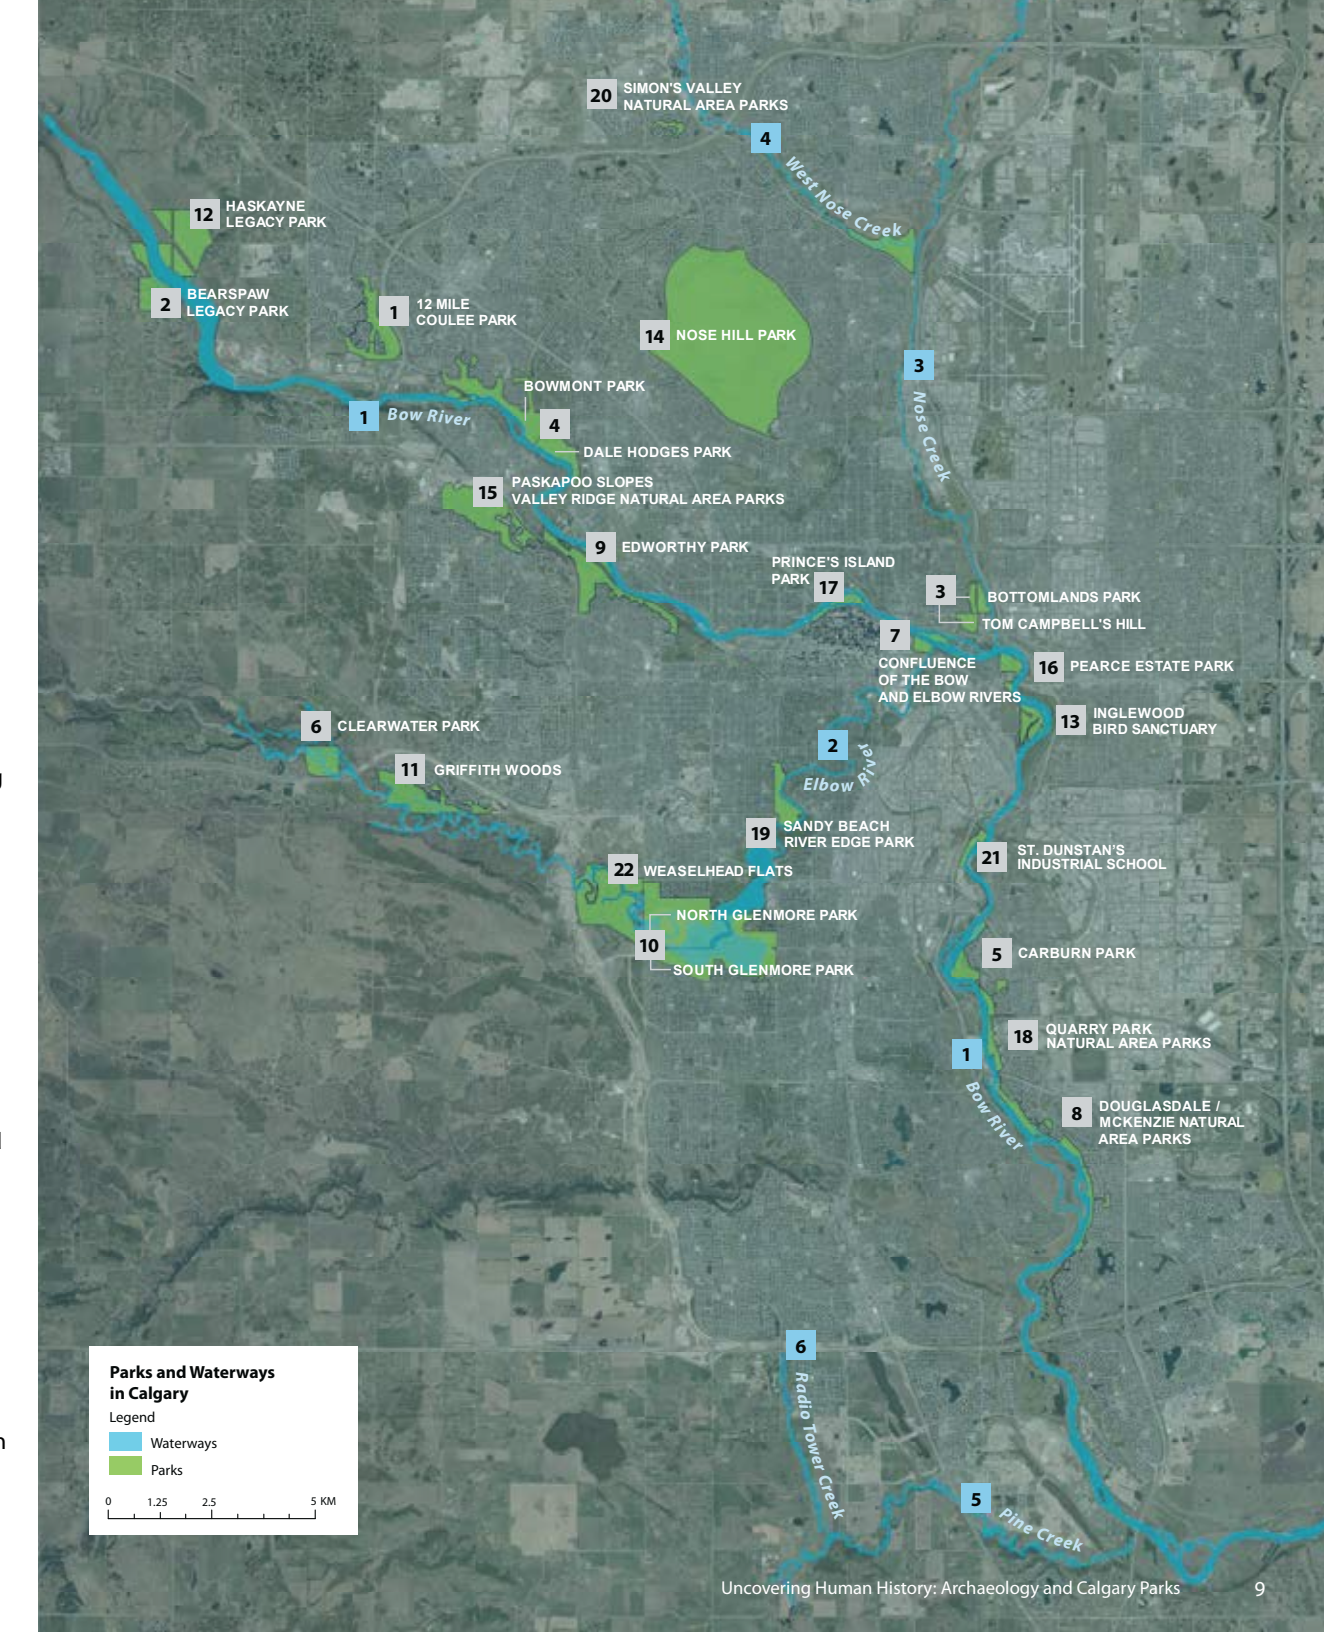 20
SIMON'S VALLEY
NATURAL AREA PARKS
4
West Nose Creek
12
HASKAYNE
LEGACY PARK
2
BEARSPAW
LEGACY PARK
1
12 MILE
COULEE PARK
14
NOSE HILL PARK
3
Nose Creek
BOWMONT PARK
1
Bow River
4
DALE HODGES PARK
15
PASKAPOO SLOPES
VALLEY RIDGE NATURAL AREA PARKS
9
EDWORTHY PARK
PRINCE'S ISLAND
PARK
17
3
BOTTOMLANDS PARK
TOM CAMPBELL'S HILL
7
CONFLUENCE
OF THE BOW
AND ELBOW RIVERS
16
PEARCE ESTATE PARK
13
INGLEWOOD
BIRD SANCTUARY
6
CLEARWATER PARK
2
Elbow River
11
GRIFFITH WOODS
19
SANDY BEACH
RIVER EDGE PARK
21
ST. DUNSTAN'S
INDUSTRIAL SCHOOL
22
WEASELHEAD FLATS
NORTH GLENMORE PARK
10
SOUTH GLENMORE PARK
5
CARBURN PARK
18
QUARRY PARK
NATURAL AREA PARKS
1
Bow River
8
DOUGLASDALE /
MCKENZIE NATURAL
AREA PARKS
6
Radio Tower Creek
5
Pine Creek
Parks and Waterways
in Calgary
Legend
Waterways
Parks
0 1.25 2.5 5 KM
Uncovering Human History: Archaeology and Calgary Parks 9